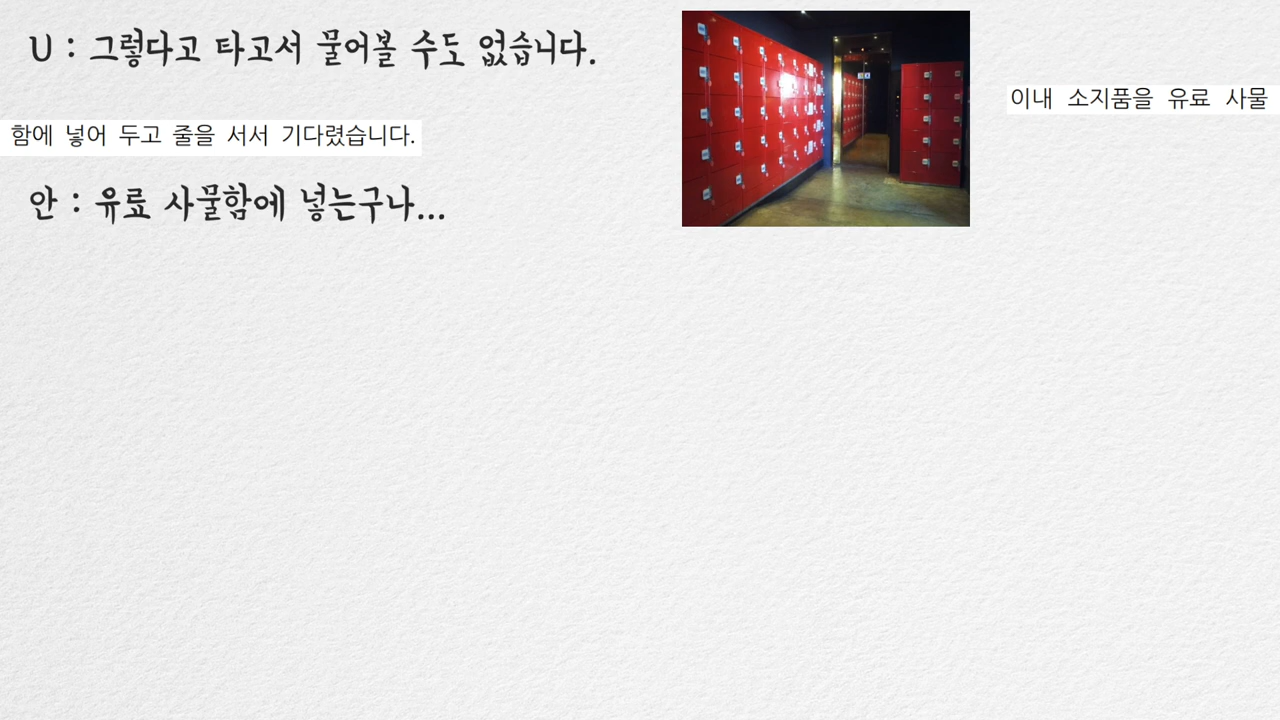 U : 그렇다고 타고서 물어볼 수도 없습니다.
이내 소지품을 유료 사물
함에 넣어 두고 줄을 서서 기다렸습니다.
안 : 유료 사물함에 넣는구나...